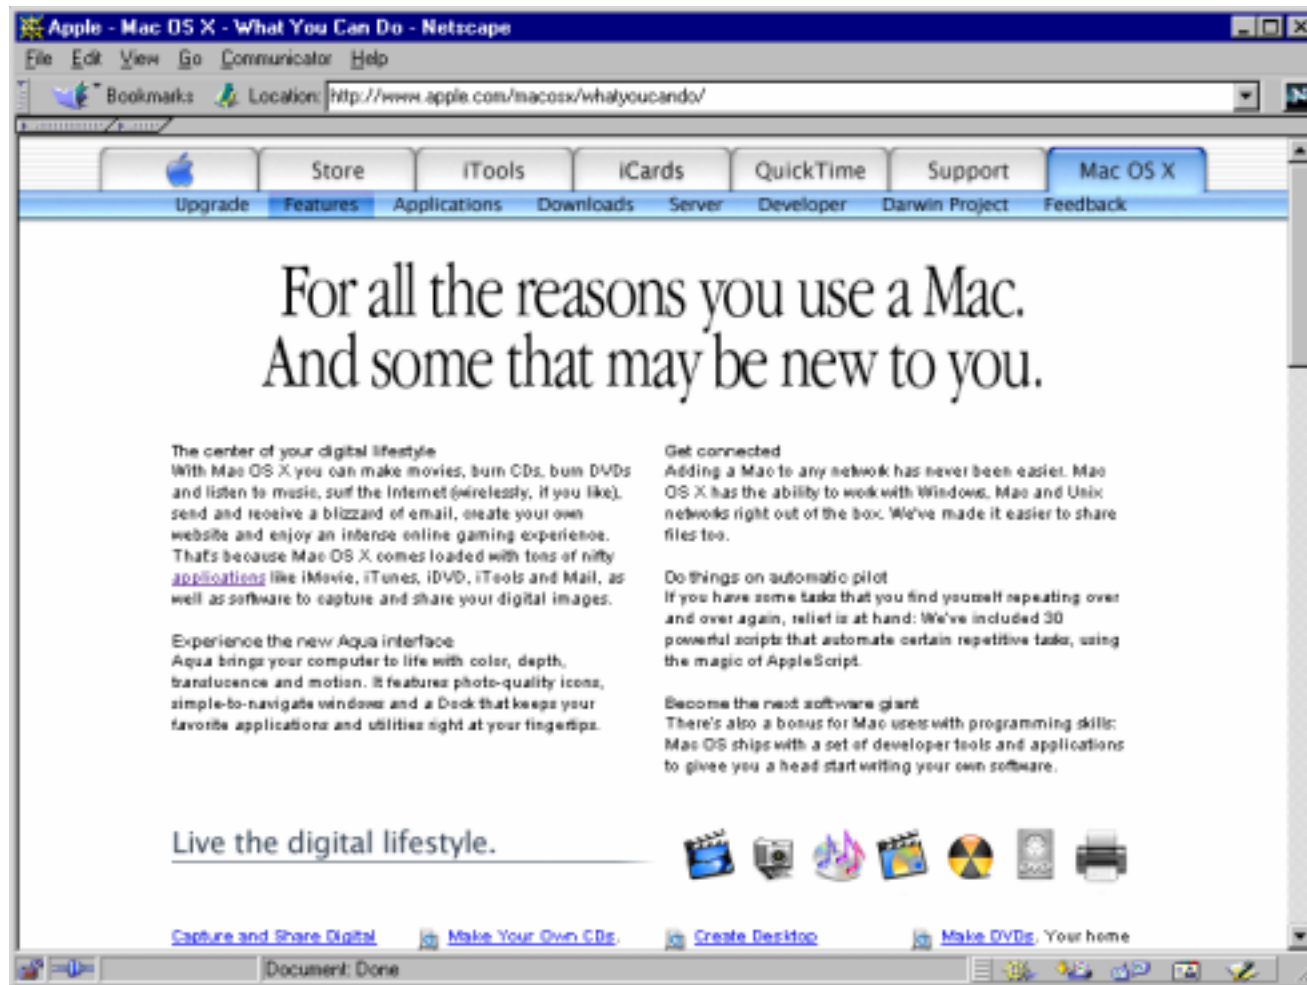 Apple - Mac OS X - What You Can Do - Netscape
File Edit View Go Communicator Help
Bookmarks Location: http://www.apple.com/macosx/whatyoucando/
Store iTools iCards QuickTime Support Mac OS X
Upgrade Features Applications Downloads Server Developer Darwin Project Feedback
For all the reasons you use a Mac.
And some that may be new to you.
The center of your digital lifestyle
With Mac OS X you can make movies, burn CDs, burn DVDs
and listen to music, surf the Internet (wirelessly, if you like),
send and receive a blizzard of email, create your own
website and enjoy an intense online gaming experience.
That's because Mac OS X comes loaded with tons of nifty
applications like iMovie, iTunes, iDVD, iTools and Mail, as
well as software to capture and share your digital images.
Experience the new Aqua interface
Aqua brings your computer to life with color, depth,
translucence and motion. It features photo-quality icons,
simple-to-navigate windows and a Dock that keeps your
favorite applications and utilities right at your fingertips.
Get connected
Adding a Mac to any network has never been easier. Mac
OS X has the ability to work with Windows, Mac and Unix
networks right out of the box. We've made it easier to share
files too.
Do things on automatic pilot
If you have some tasks that you find yourself repeating over
and over again, relief is at hand: We've included 30
powerful scripts that automate certain repetitive tasks, using
the magic of AppleScript.
Become the next software giant
There's also a bonus for Mac users with programming skills:
Mac OS ships with a set of developer tools and applications
to givee you a head start writing your own software.
Live the digital lifestyle.
Capture and Share Digital Make Your Own CDs. Create Desktop Make DVDs. Your home
Document: Done